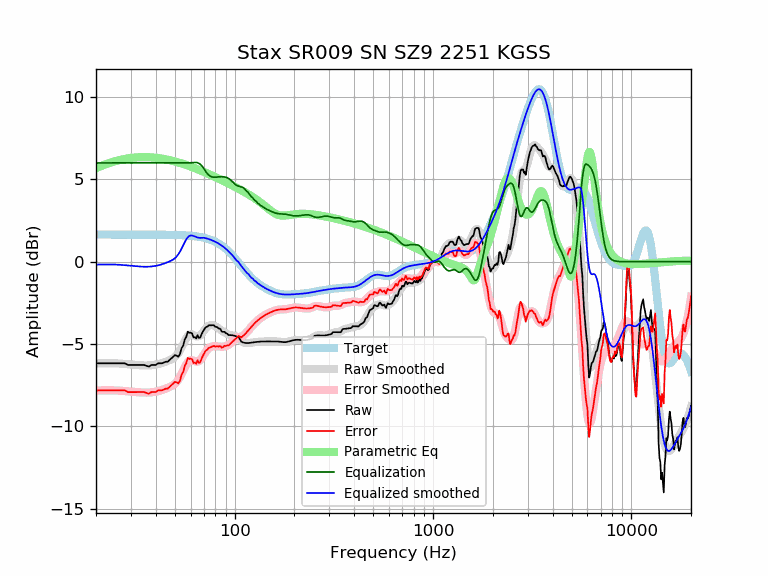 Stax SR009 SN SZ9 2251 KGSS
Amplitude (dBr)
10
5
0
−5
−10
−15
Target
Raw Smoothed
Error Smoothed
Raw
Error
Parametric Eq
Equalization
Equalized smoothed
100 1000 10000
Frequency (Hz)